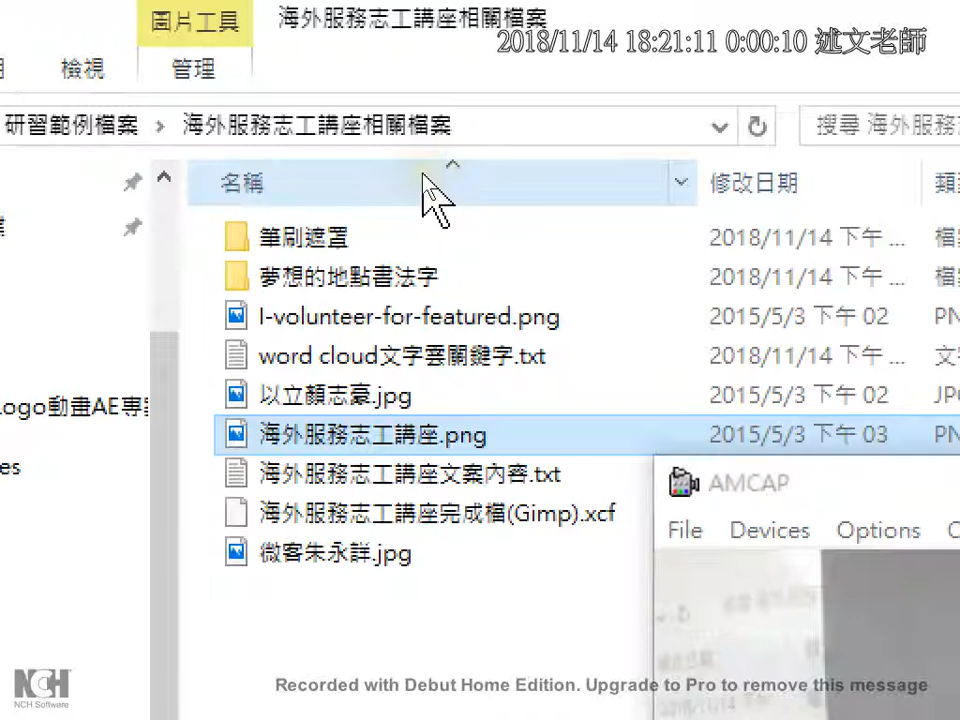 圖片工具
海外服務志工講座相關檔案
2018/11/14 18:21:11 0:00:10 述文老師
檢視
管理
研習範例檔案 › 海外服務志工講座相關檔案
搜尋 海外服務志
名稱
修改日期
類
筆刷遮罩
2018/11/14 下午 ...
檔
夢想的地點書法字
2018/11/14 下午 ...
檔
I-volunteer-for-featured.png
2015/5/3 下午 02
PN
word cloud文字雲關鍵字.txt
2018/11/14 下午 ...
文
以立顏志豪.jpg
2015/5/3 下午 02
JPG
ogo動畫AE專
海外服務志工講座.png
2015/5/3 下午 03
PN
es
海外服務志工講座文案內容.txt
AMCAP
海外服務志工講座完成檔(Gimp).xcf
File
Devices
Options
微客朱永祥.jpg
NCH
NCH Software
Recorded with Debut Home Edition. Upgrade to Pro to remove this message